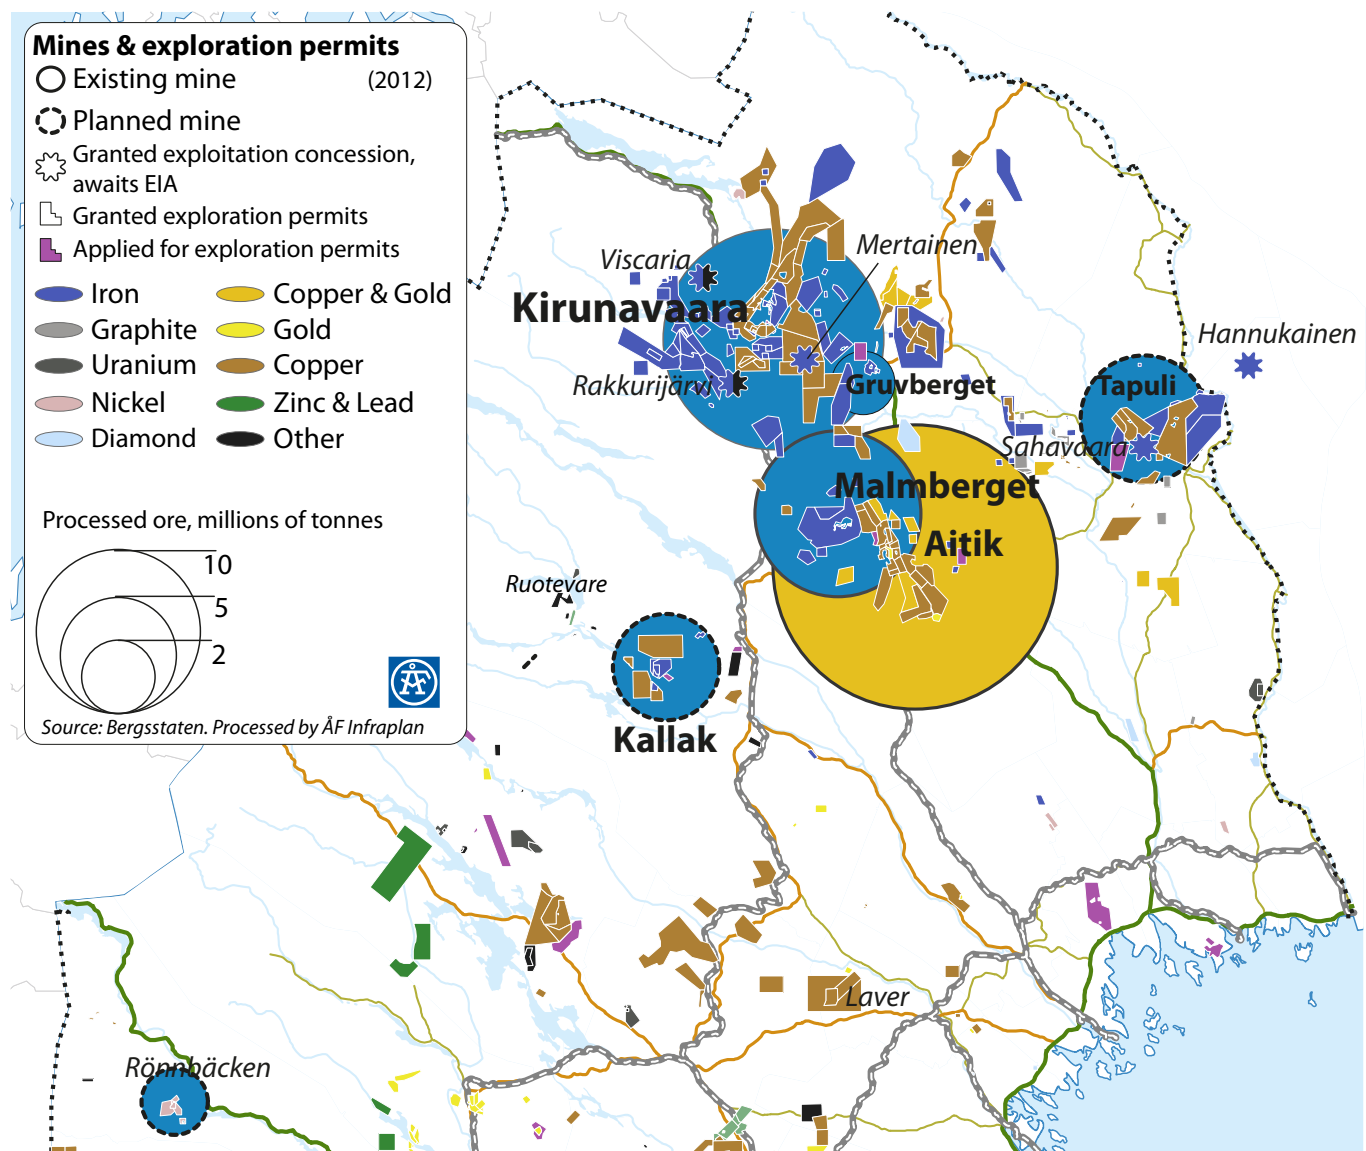 Mines & exploration permits
Existing mine (2012)
Planned mine
Granted exploitation concession,
awaits EIA
Granted exploration permits
Applied for exploration permits
Iron Copper & Gold
Graphite Gold
Uranium Copper
Nickel Zinc & Lead
Diamond Other
Processed ore, millions of tonnes
10
5
2
ÅF
Source: Bergsstaten. Processed by ÅF Infraplan
Mertainen
Viscaria
Kirunavaara
Hannukainen
Rakkurijärvi
Gruvberget
Tapuli
Sahavaara
Malmberget
Aitik
Ruotevare
Kallak
Laver
Rönnbäcken